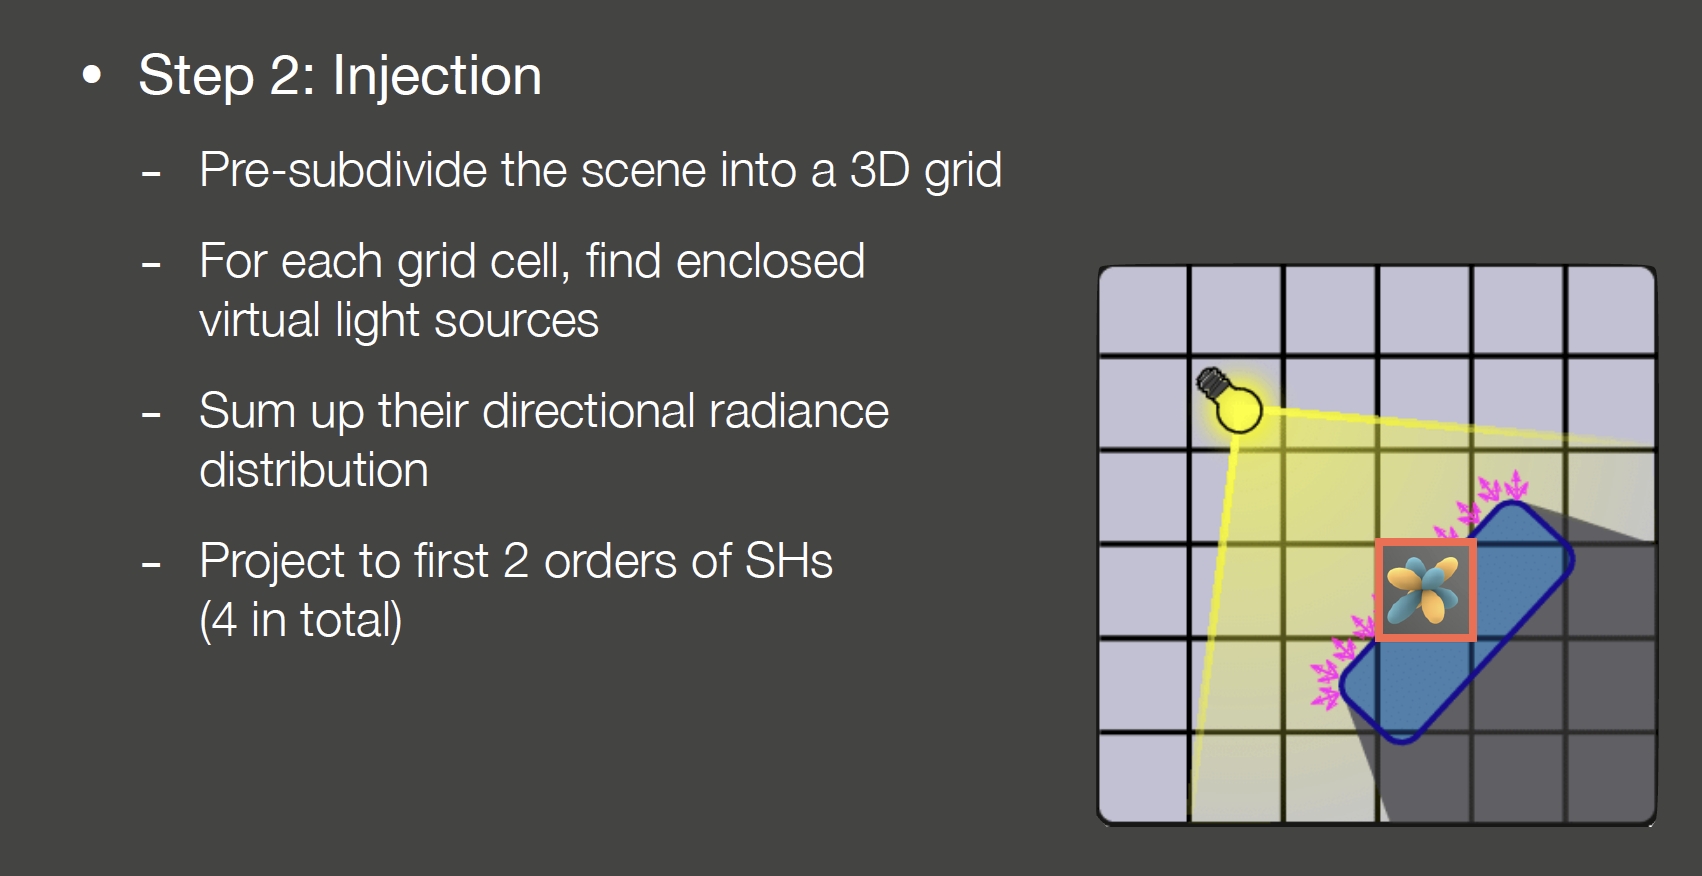 • Step 2: Injection
– Pre-subdivide the scene into a 3D grid
– For each grid cell, find enclosed
virtual light sources
– Sum up their directional radiance
distribution
– Project to first 2 orders of SHs
(4 in total)